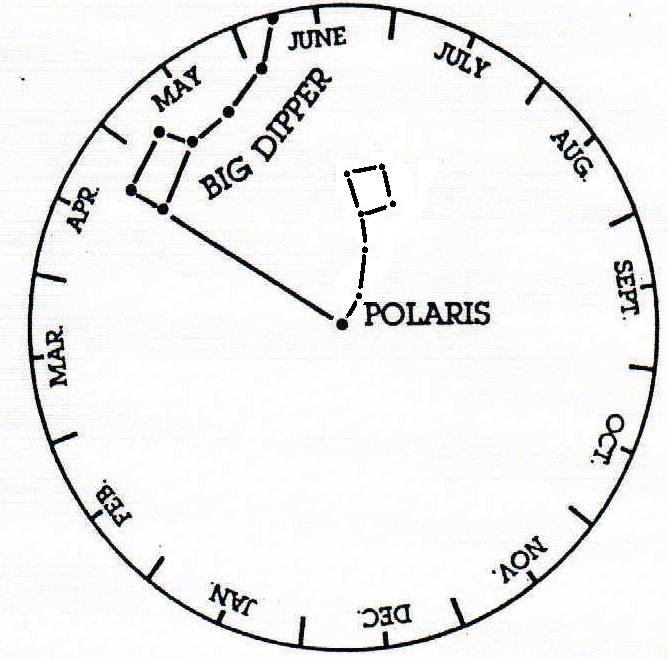 JUNE
JULY
AUG.
SEPT.
OCT.
NOV.
DEC.
JAN.
FEB.
MAR.
APR.
MAY
BIG DIPPER
POLARIS